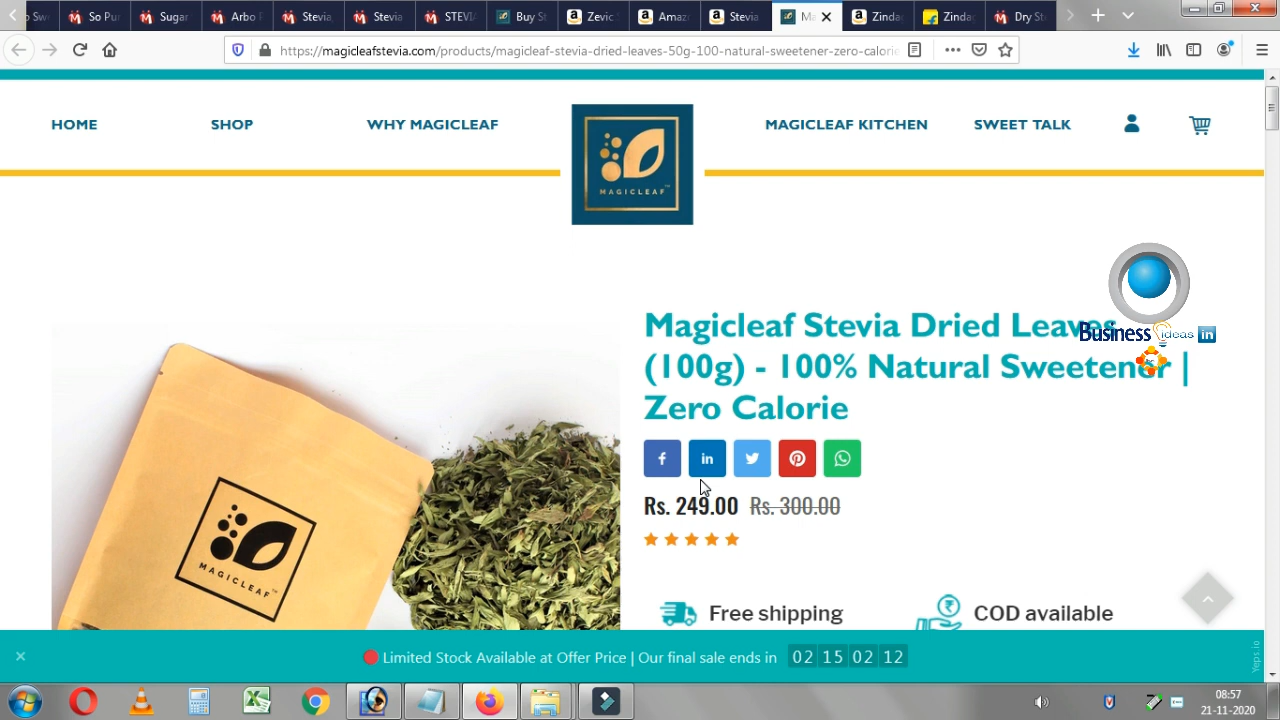 So Pu
Sugar
Arbo
Stevia,
Stevia
STEVI
Buy St
Zevic
Amaz
Stevia
Ma
Zinda
Zinda
Dry St
https://magicleafstevia.com/products/magicleaf-stevia-dried-leaves-50g-100-natural-sweetener-zero-calorie
HOME
SHOP
WHY MAGICLEAF
MAGICLEAF™
MAGICLEAF KITCHEN
SWEET TALK
Business ideas in
Magicleaf Stevia Dried Leaves
(100g) - 100% Natural Sweetener |
Zero Calorie
Rs. 249.00 Rs. 300.00
MAGICLEAF™
Free shipping
COD available
Limited Stock Available at Offer Price | Our final sale ends in 02 15 02 12
Yeps.io
08:57
21-11-2020